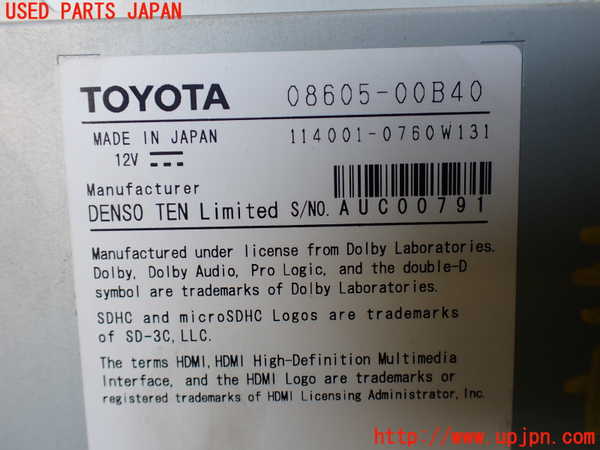 USED PARTS JAPAN
TOYOTA 08605-00B40
MADE IN JAPAN 114001-0760W131
12V
Manufacturer
DENSO TEN Limited S/NO. AUC00791
Manufactured under license from Dolby Laboratories.
Dolby, Dolby Audio, Pro Logic, and the double-D
symbol are trademarks of Dolby Laboratories.
SDHC and microSDHC Logos are trademarks
of SD-3C, LLC.
The terms HDMI, HDMI High-Definition Multimedia
Interface, and the HDMI Logo are trademarks or
registered trademarks of HDMI Licensing Administrator, Inc.
http://www.upjpn.com